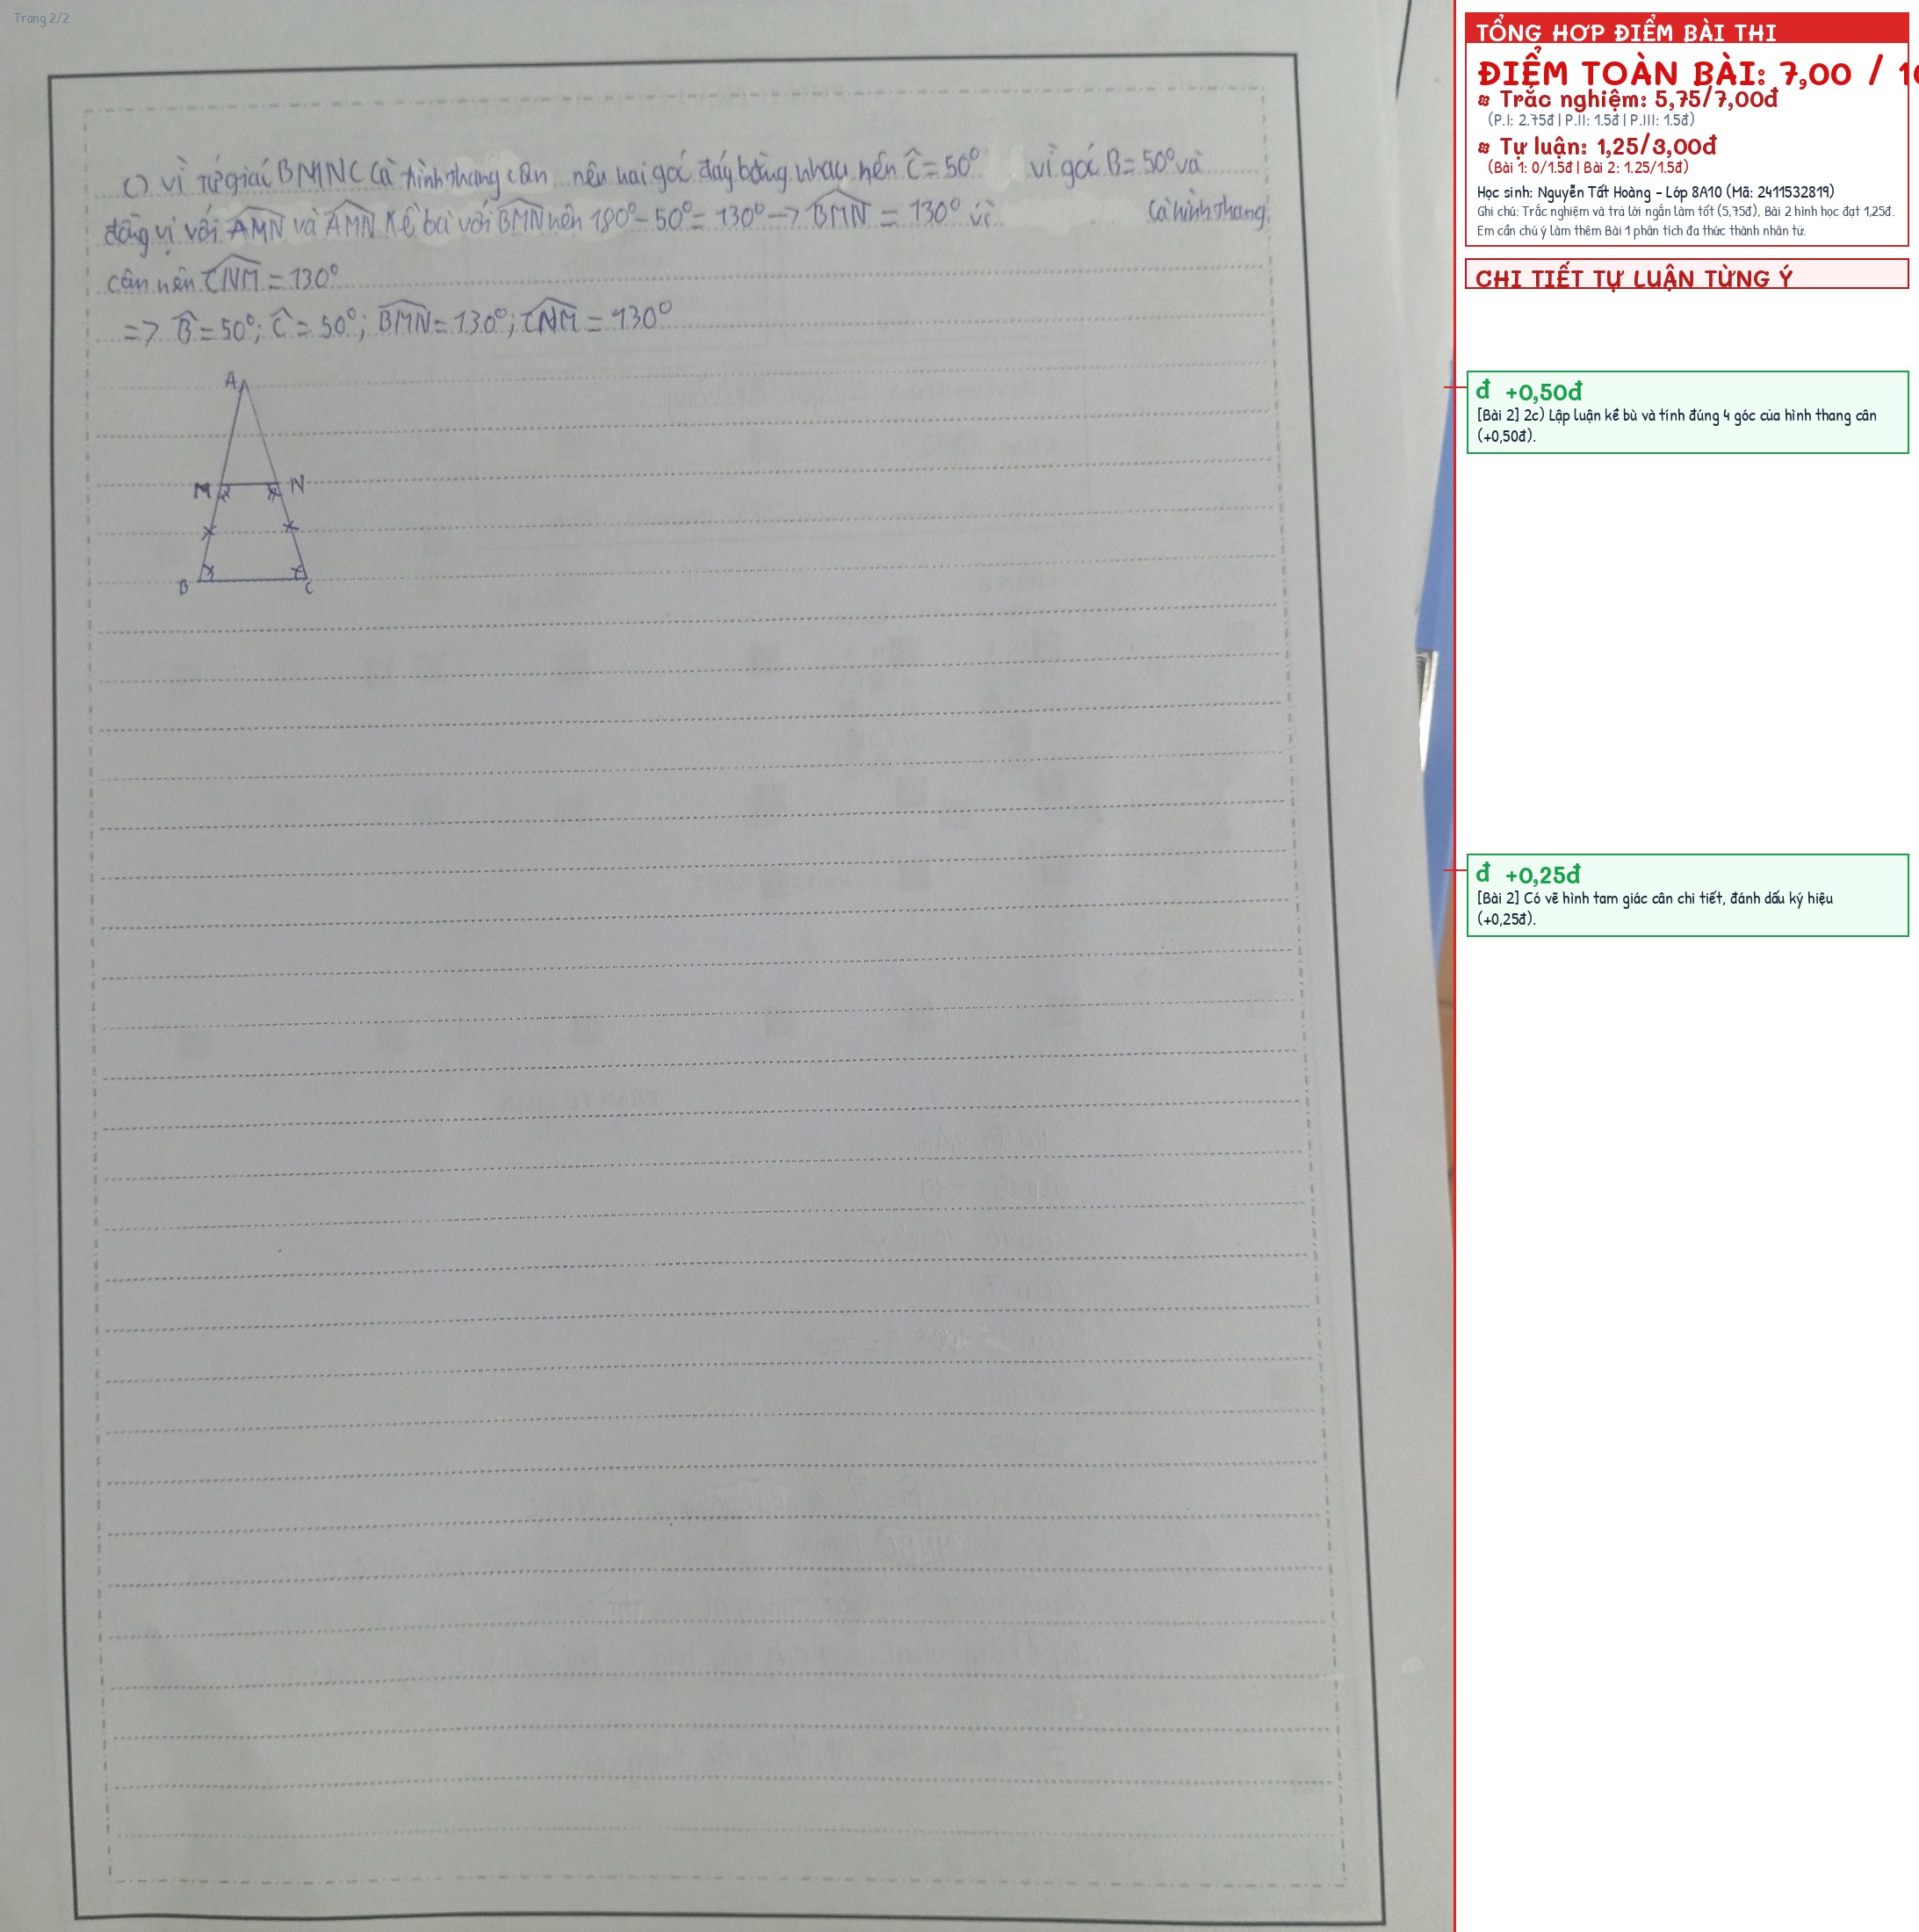 Trang 2/2
c) vì tứ giác BMNC là hình thang cân nên hai góc đáy bằng nhau nên Ĉ = 50° vì góc B = 50° và
đồng vị với AMN và AMN kề bù với BMN nên 180° - 50° = 130° → BMN = 130° vì là hình thang
cân nên CNM = 130°
=> B̂ = 50°; Ĉ = 50°; BMN = 130°; CNM = 130°
A
M N
B C
TỔNG HỢP ĐIỂM BÀI THI
ĐIỂM TOÀN BÀI: 7,00 / 10
Trắc nghiệm: 5,75/7,00đ
(P.I: 2.75đ | P.II: 1.5đ | P.III: 1.5đ)
Tự luận: 1,25/3,00đ
(Bài 1: 0/1.5đ | Bài 2: 1.25/1.5đ)
Học sinh: Nguyễn Tất Hoàng - Lớp 8A10 (Mã: 2411532819)
Ghi chú: Trắc nghiệm và trả lời ngắn làm tốt (5,75đ), Bài 2 hình học đạt 1,25đ.
Em cần chú ý làm thêm Bài 1 phân tích đa thức thành nhân tử.
CHI TIẾT TỰ LUẬN TỪNG Ý
đ +0,50đ
[Bài 2] 2c) Lập luận kề bù và tính đúng 4 góc của hình thang cân
(+0,50đ).
đ +0,25đ
[Bài 2] Có vẽ hình tam giác cân chi tiết, đánh dấu ký hiệu
(+0,25đ).